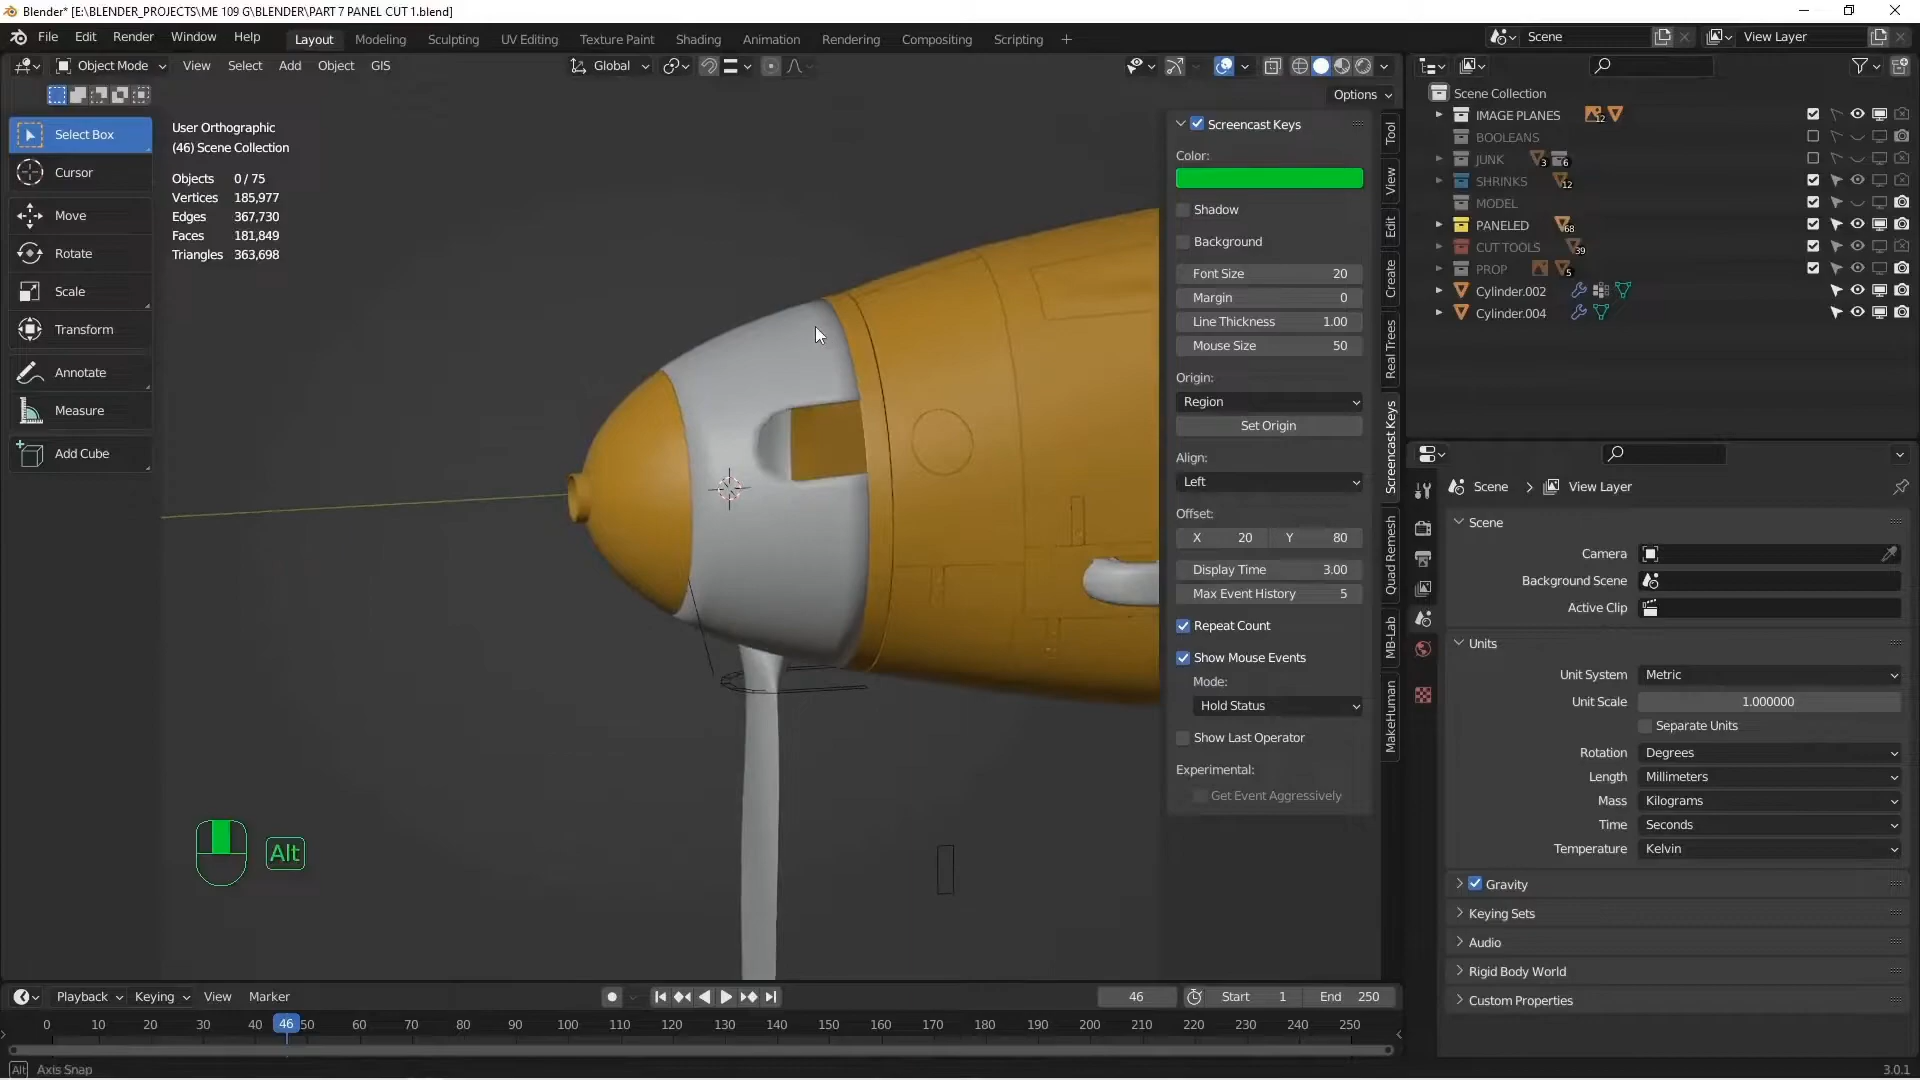 Blender* [E:\BLENDER_PROJECTS\ME 109 G\BLENDER\PART 7 PANEL CUT 1.blend]
File Edit Render Window Help Layout Modeling Sculpting UV Editing Texture Paint Shading Animation Rendering Compositing Scripting + Scene View Layer
Object Mode View Select Add Object GIS Global
Options
Select Box
Cursor
Move
Rotate
Scale
Transform
Annotate
Measure
Add Cube
User Orthographic
(46) Scene Collection
Objects 0 / 75
Vertices 185,977
Edges 367,730
Faces 181,849
Triangles 363,698
Alt
Screencast Keys
Color:
Shadow
Background
Font Size 20
Margin 0
Line Thickness 1.00
Mouse Size 50
Origin:
Region
Set Origin
Align:
Left
Offset:
X 20 Y 80
Display Time 3.00
Max Event History 5
Repeat Count
Show Mouse Events
Mode:
Hold Status
Show Last Operator
Experimental:
Get Event Aggressively
Tool
View
Edit
Create
Real Trees
Screencast Keys
Quad Remesh
MB-Lab
MakeHuman
Scene Collection
IMAGE PLANES 12
BOOLEANS
JUNK 3 6
SHRINKS 12
MODEL
PANELED 68
CUT TOOLS 39
PROP 5
Cylinder.002
Cylinder.004
Scene > View Layer
Scene
Camera
Background Scene
Active Clip
Units
Unit System Metric
Unit Scale 1.000000
Separate Units
Rotation Degrees
Length Millimeters
Mass Kilograms
Time Seconds
Temperature Kelvin
Gravity
Keying Sets
Audio
Rigid Body World
Custom Properties
Playback Keying View Marker 46 Start 1 End 250
0 10 20 30 40 46 50 60 70 80 90 100 110 120 130 140 150 160 170 180 190 200 210 220 230 240 250
Alt Axis Snap 3.0.1